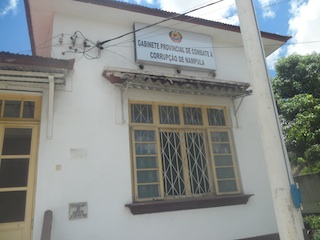 GABINETE PROVINCIAL DE COMBATE À
CORRUPÇÃO DE NAMPULA